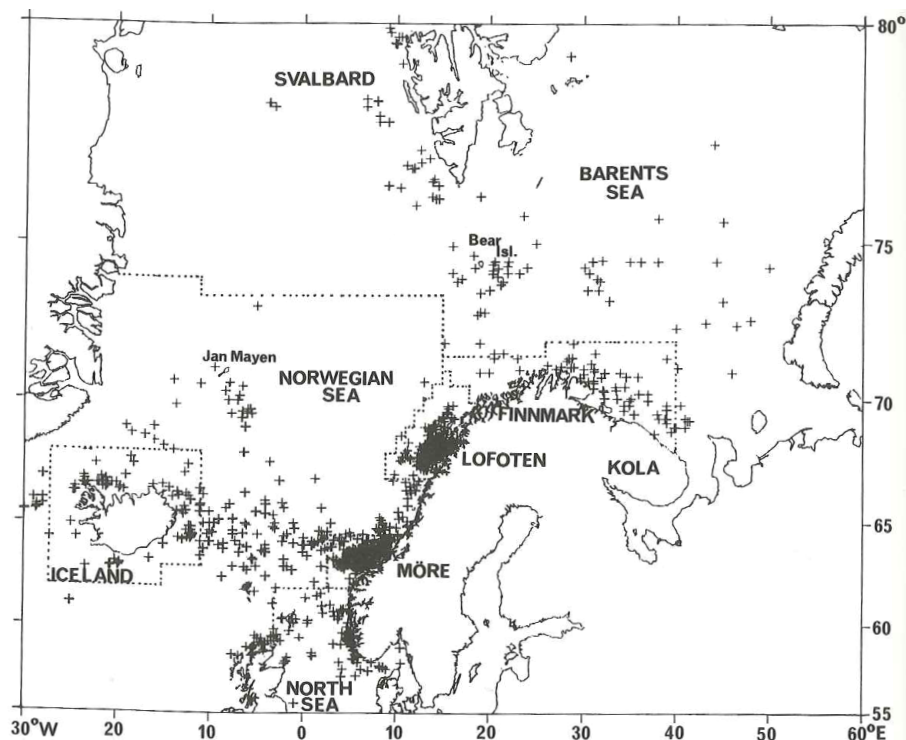 80°
SVALBARD
BARENTS
SEA
Bear
Isl.
75
Jan Mayen
NORWEGIAN
SEA
70
FINNMARK
LOFOTEN
KOLA
65
ICELAND
MÖRE
60
NORTH
SEA
55
30°W 20 10 0 10 20 30 40 50 60°E